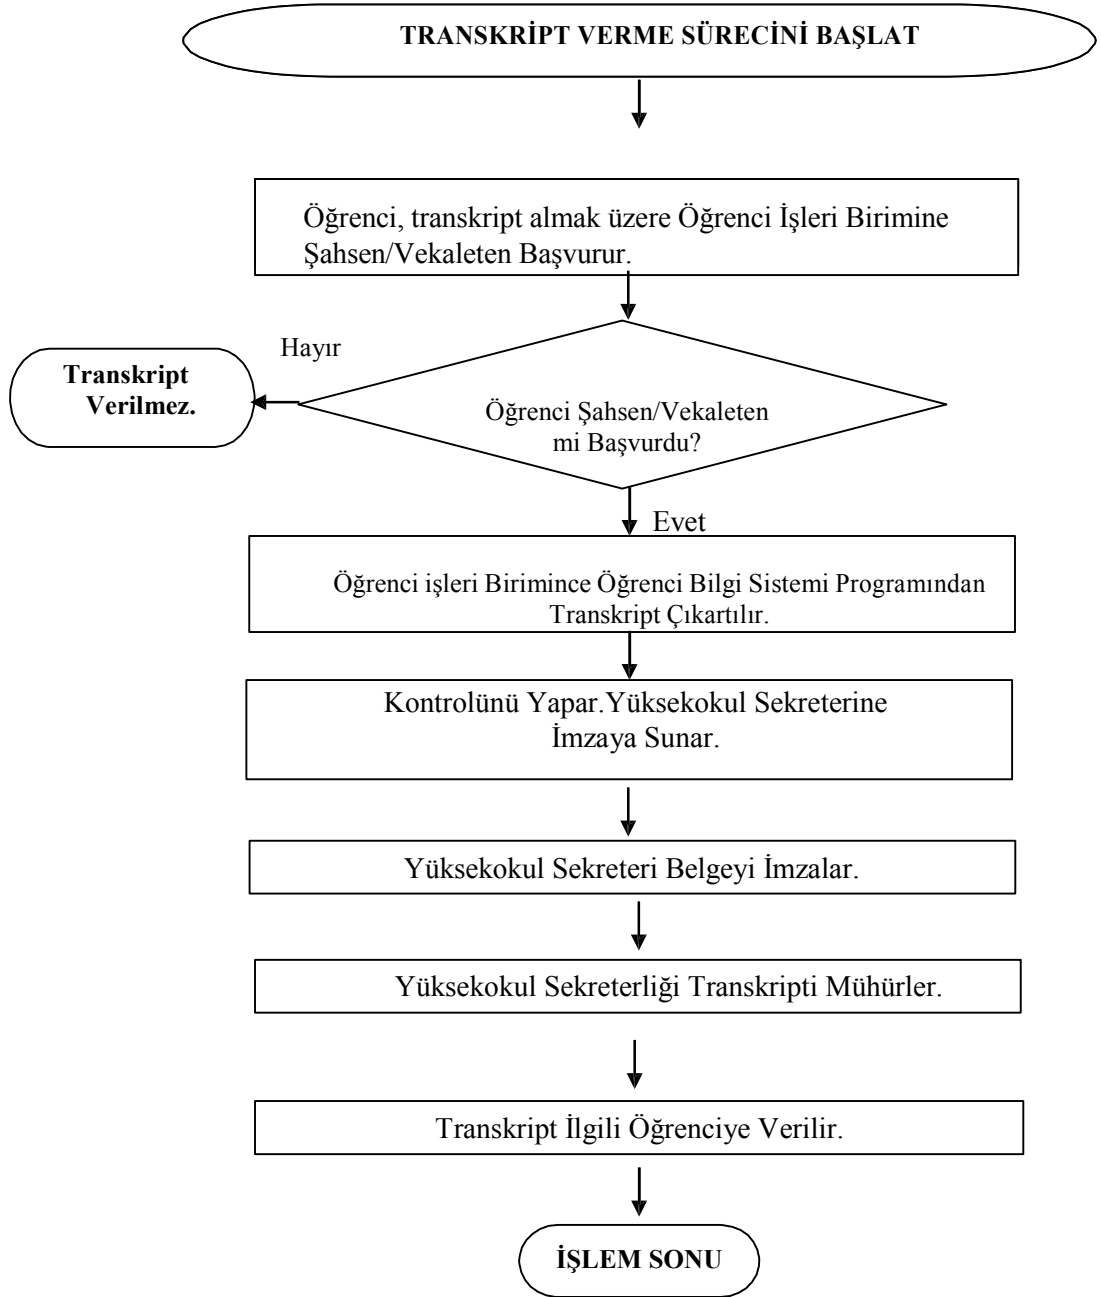 TRANSKRİPT VERME SÜRECİNİ BAŞLAT
Öğrenci, transkript almak üzere Öğrenci İşleri Birimine
Şahsen/Vekaleten Başvurur.
Hayır
Transkript
Verilmez.
Öğrenci Şahsen/Vekaleten
mi Başvurdu?
Evet
Öğrenci işleri Birimince Öğrenci Bilgi Sistemi Programından
Transkript Çıkartılır.
Kontrolünü Yapar.Yüksekokul Sekreterine
İmzaya Sunar.
Yüksekokul Sekreteri Belgeyi İmzalar.
Yüksekokul Sekreterliği Transkripti Mühürler.
Transkript İlgili Öğrenciye Verilir.
İŞLEM SONU